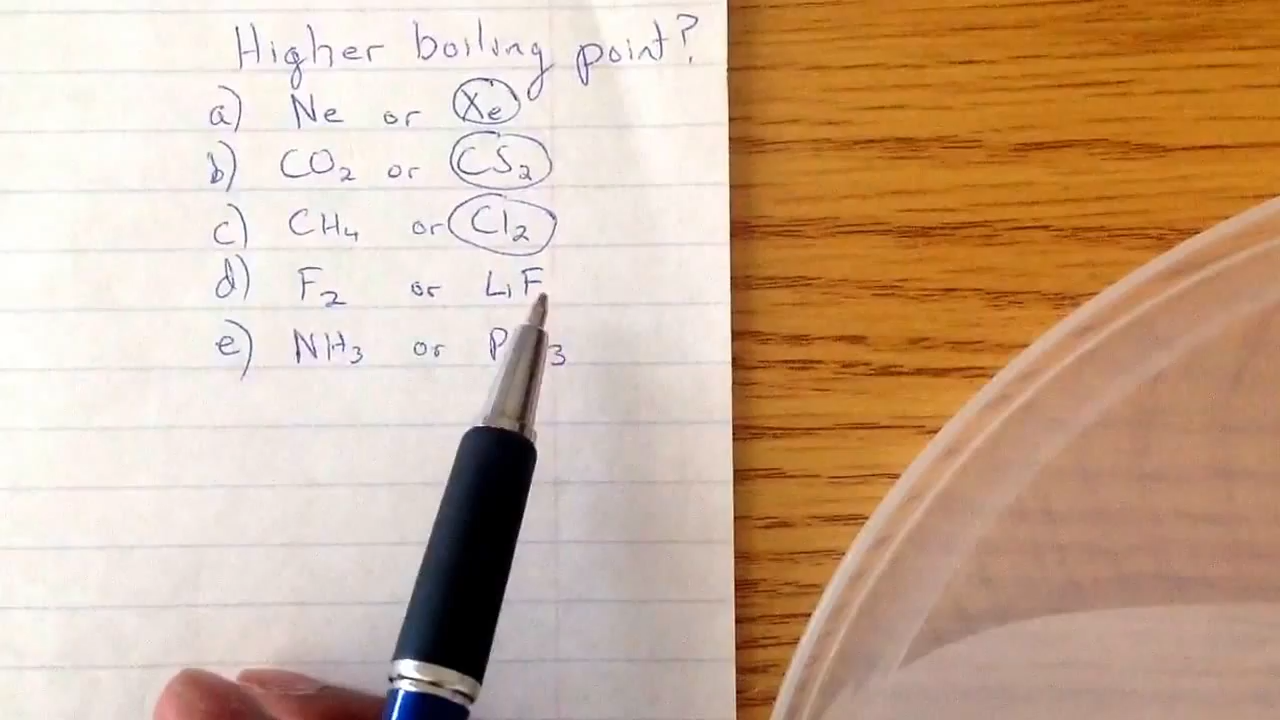 Higher boiling point?
a) Ne or Xe
b) CO₂ or CS₂
c) CH₄ or Cl₂
d) F₂ or LiF
e) NH₃ or